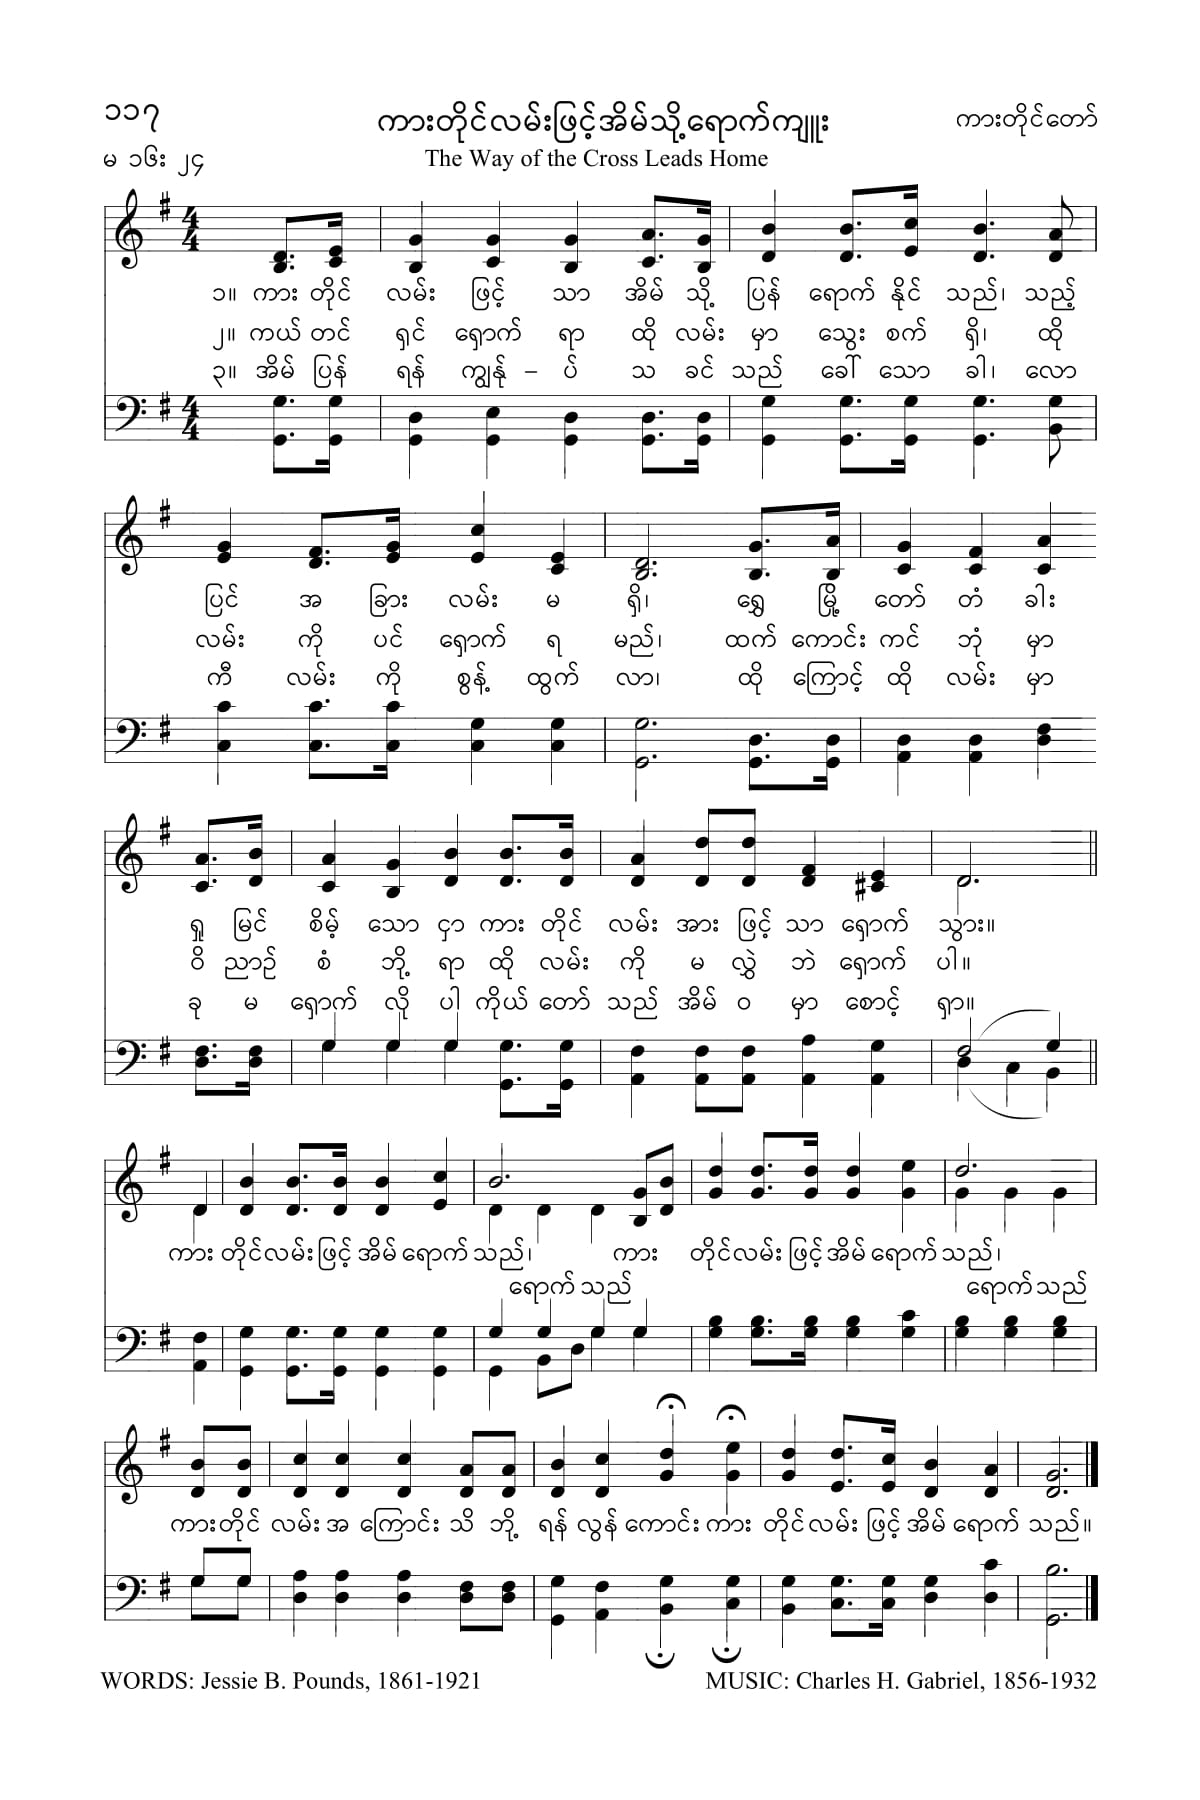 ၁၁၇
ကားတိုင်လမ်းဖြင့်အိမ်သို့ရောက်ကျူး
ကားတိုင်တော်
မ ၁၆း ၂၄
The Way of the Cross Leads Home
၁။ ကား တိုင် လမ်း ဖြင့် သာ အိမ် သို့ ပြန် ရောက် နိုင် သည်၊ သည့်
၂။ ကယ် တင် ရှင် ရှောက် ရာ ထို လမ်း မှာ သွေး စက် ရှိ၊ ထို
၃။ အိမ် ပြန် ရန် ကျွန်ု – ပ် သ ခင် သည် ခေါ် သော ခါ၊ လော
ပြင် အ ခြား လမ်း မ ရှိ၊ ရွှေ မြို့ တော် တံ ခါး
လမ်း ကို ပင် ရှောက် ရ မည်၊ ထက် ကောင်း ကင် ဘုံ မှာ
ကီ လမ်း ကို စွန့် ထွက် လာ၊ ထို ကြောင့် ထို လမ်း မှာ
ရှု မြင် စိမ့် သော ငှာ ကား တိုင် လမ်း အား ဖြင့် သာ ရှောက် သွား။
ဝိ ညာဉ် စံ ဘို့ ရာ ထို လမ်း ကို မ လွှဲ ဘဲ ရှောက် ပါ။
ခု မ ရှောက် လို ပါ ကိုယ် တော် သည် အိမ် ဝ မှာ စောင့် ရှာ။
ကား တိုင်လမ်း ဖြင့် အိမ် ရောက် သည်၊ ကား တိုင်လမ်း ဖြင့် အိမ် ရောက် သည်၊
ရောက် သည် ရောက် သည်
ကား တိုင် လမ်း အ ကြောင်း သိ ဘို့ ရန် လွန် ကောင်း ကား တိုင် လမ်း ဖြင့် အိမ် ရောက် သည်။
WORDS: Jessie B. Pounds, 1861-1921
MUSIC: Charles H. Gabriel, 1856-1932